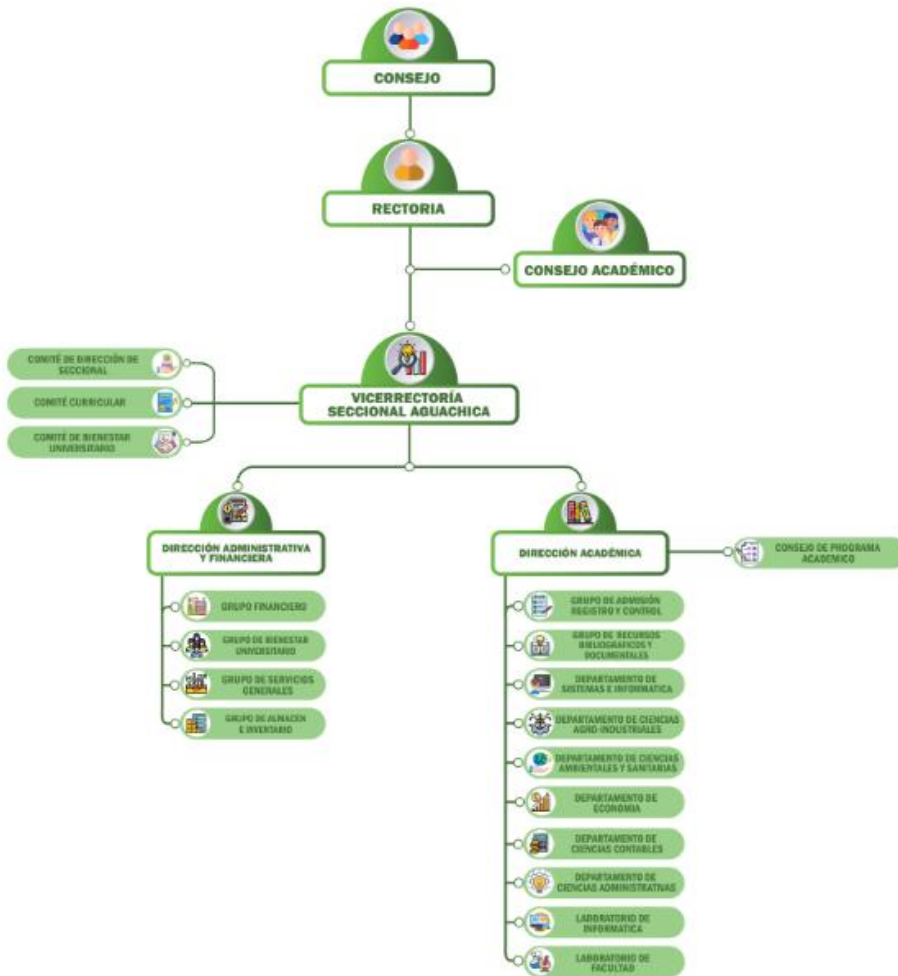 CONSEJO
RECTORIA
CONSEJO ACADÉMICO
VICERRECTORÍA
SECCIONAL AGUACHICA
COMITÉ DE DIRECCIÓN DE
SECCIONAL
COMITÉ CURRICULAR
COMITÉ DE BIENESTAR
UNIVERSITARIO
DIRECCIÓN ADMINISTRATIVA
Y FINANCIERA
GRUPO FINANCIERO
GRUPO DE BIENESTAR
UNIVERSITARIO
GRUPO DE SERVICIOS
GENERALES
GRUPO DE ALMACÉN
E INVENTARIO
DIRECCIÓN ACADÉMICA
CONSEJO DE PROGRAMA
ACADEMICO
GRUPO DE ADMISIÓN
REGISTRO Y CONTROL
GRUPO DE RECURSOS
BIBLIOGRAFICOS Y
DOCUMENTALES
DEPARTAMENTO DE
SISTEMAS E INFORMATICA
DEPARTAMENTO DE CIENCIAS
AGRO-INDUSTRIALES
DEPARTAMENTO DE CIENCIAS
AMBIENTALES Y SANITARIAS
DEPARTAMENTO DE
ECONOMIA
DEPARTAMENTO DE
CIENCIAS CONTABLES
DEPARTAMENTO DE
CIENCIAS ADMINISTRATIVAS
LABORATORIO DE
INFORMATICA
LABORATORIO DE
FACULTAD